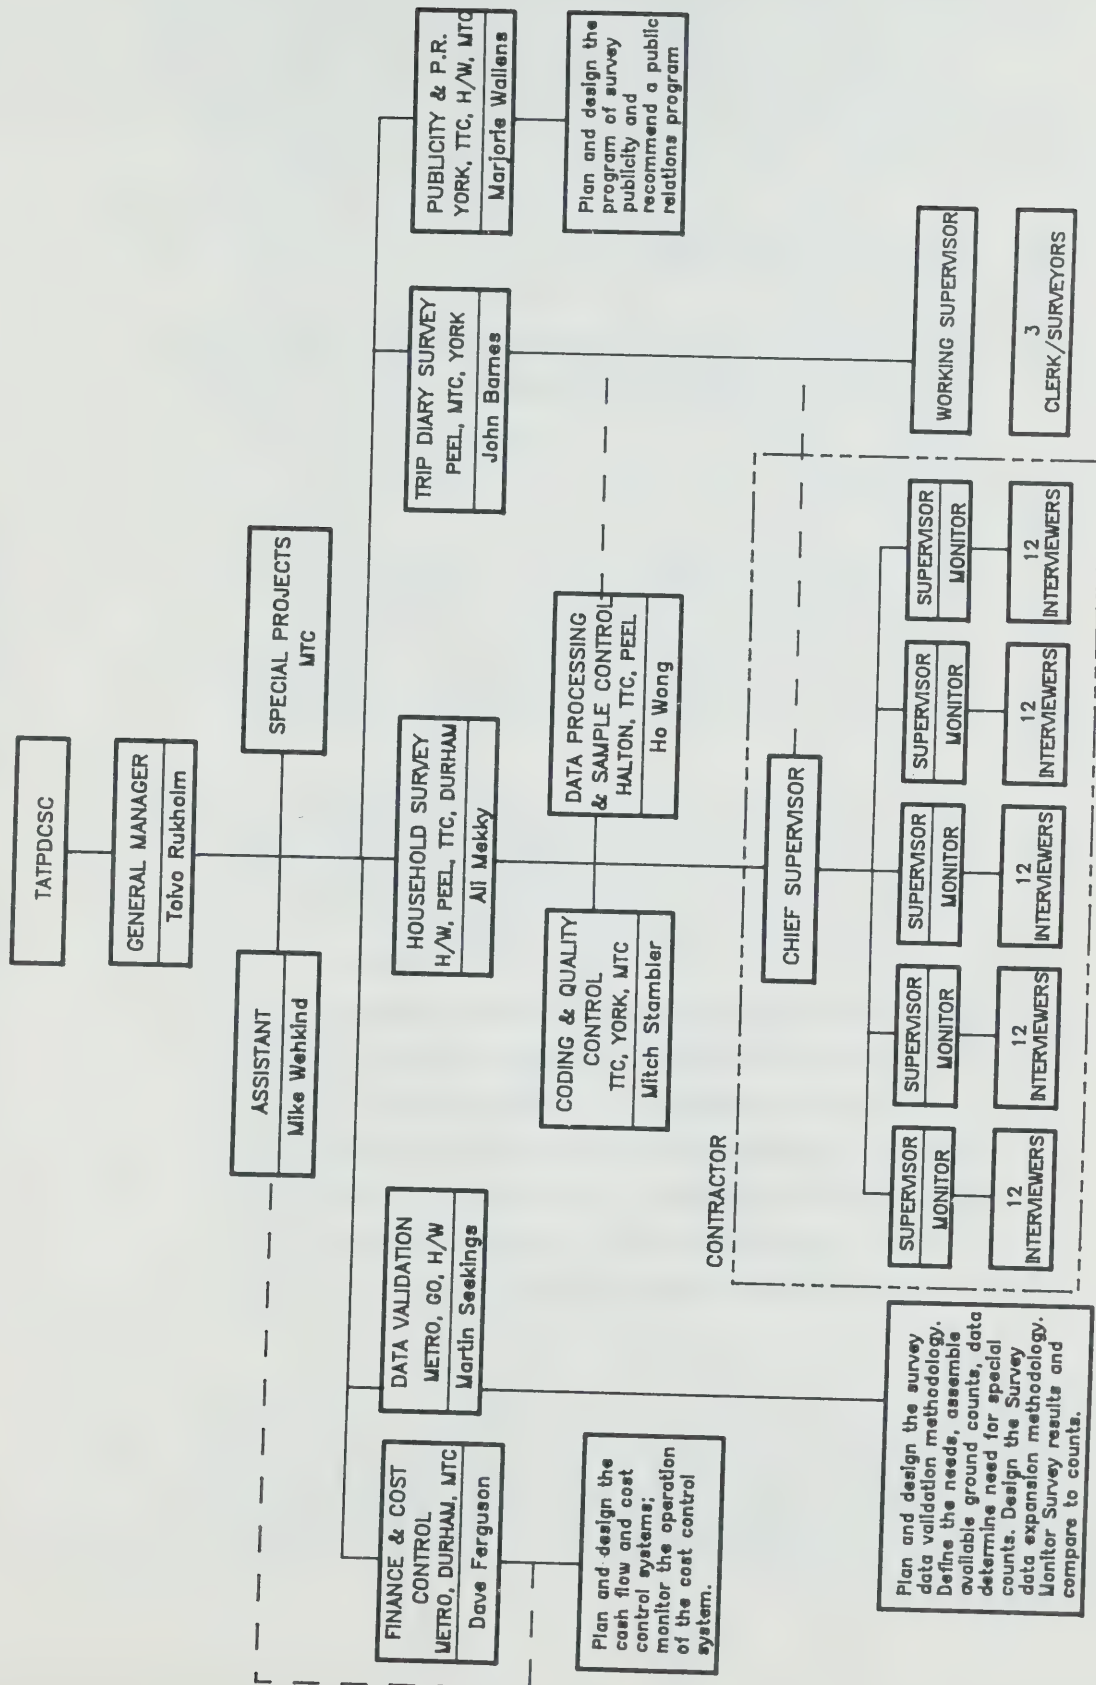 TATPDCSC
GENERAL MANAGER
Toivo Rukholm
ASSISTANT
Mike Wehkind
SPECIAL PROJECTS
MTC
FINANCE & COST
CONTROL
METRO, DURHAM, MTC
Dave Ferguson
DATA VALIDATION
METRO, GO, H/W
Martin Seekings
HOUSEHOLD SURVEY
H/W, PEEL, TTC, DURHAM
Ali Mekky
TRIP DIARY SURVEY
PEEL, MTC, YORK
John Barnes
PUBLICITY & P.R.
YORK, TTC, H/W, MTC
Marjorie Wallens
Plan and design the
cash flow and cost
control systems;
monitor the operation
of the cost control
system.
CODING & QUALITY
CONTROL
TTC, YORK, MTC
Mitch Stambler
DATA PROCESSING
& SAMPLE CONTROL
HALTON, TTC, PEEL
Ho Wong
Plan and design the
program of survey
publicity and
recommend a public
relations program
CONTRACTOR
CHIEF SUPERVISOR
Plan and design the survey
data validation methodology.
Define the needs, assemble
available ground counts, data
determine need for special
counts. Design the Survey
data expansion methodology.
Monitor Survey results and
compare to counts.
SUPERVISOR
MONITOR
12
INTERVIEWERS
SUPERVISOR
MONITOR
12
INTERVIEWERS
SUPERVISOR
MONITOR
12
INTERVIEWERS
SUPERVISOR
MONITOR
12
INTERVIEWERS
SUPERVISOR
MONITOR
12
INTERVIEWERS
WORKING SUPERVISOR
3
CLERK/SURVEYORS